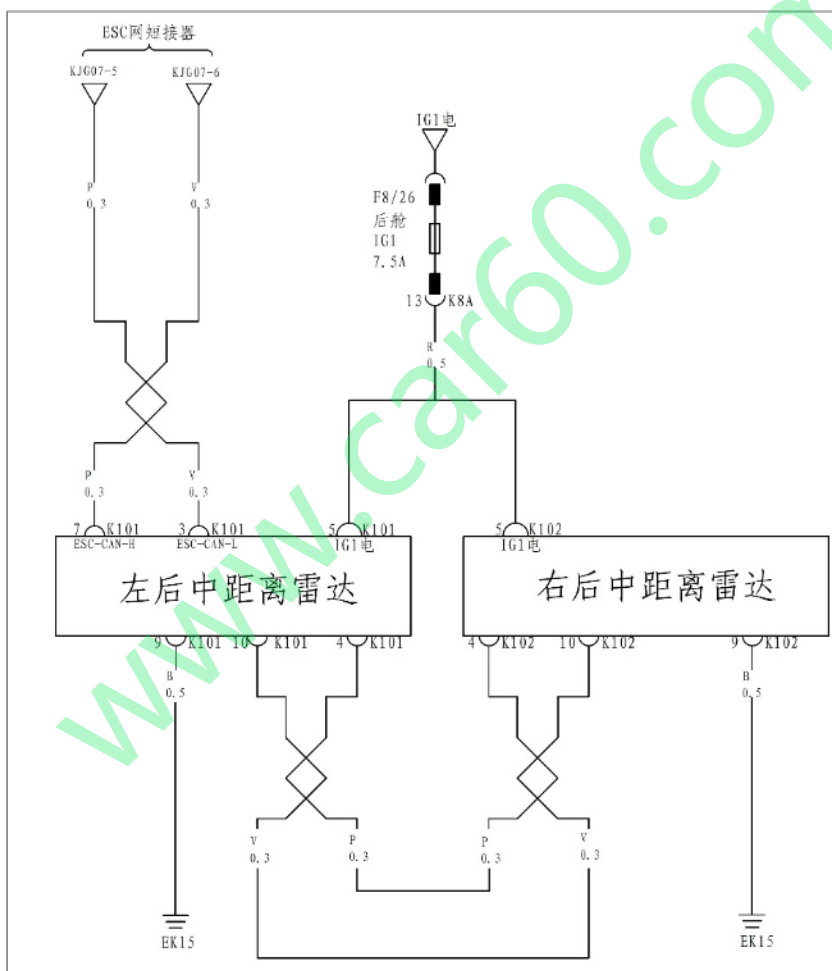 ESC网短接器
KJG07-5
KJG07-6
IG1电
F8/26
后舱
IG1
7.5A
13 K8A
P
0.3
V
0.3
R
0.5
P
0.3
V
0.3
7 K101
ESC-CAN-H
3 K101
ESC-CAN-L
5 K101
IG1电
5 K102
IG1电
左后中距离雷达
右后中距离雷达
9 K101
10 K101
4 K101
4 K102
10 K102
9 K102
B
0.5
B
0.5
V
0.3
P
0.3
P
0.3
V
0.3
EK15
EK15
www.car60.com